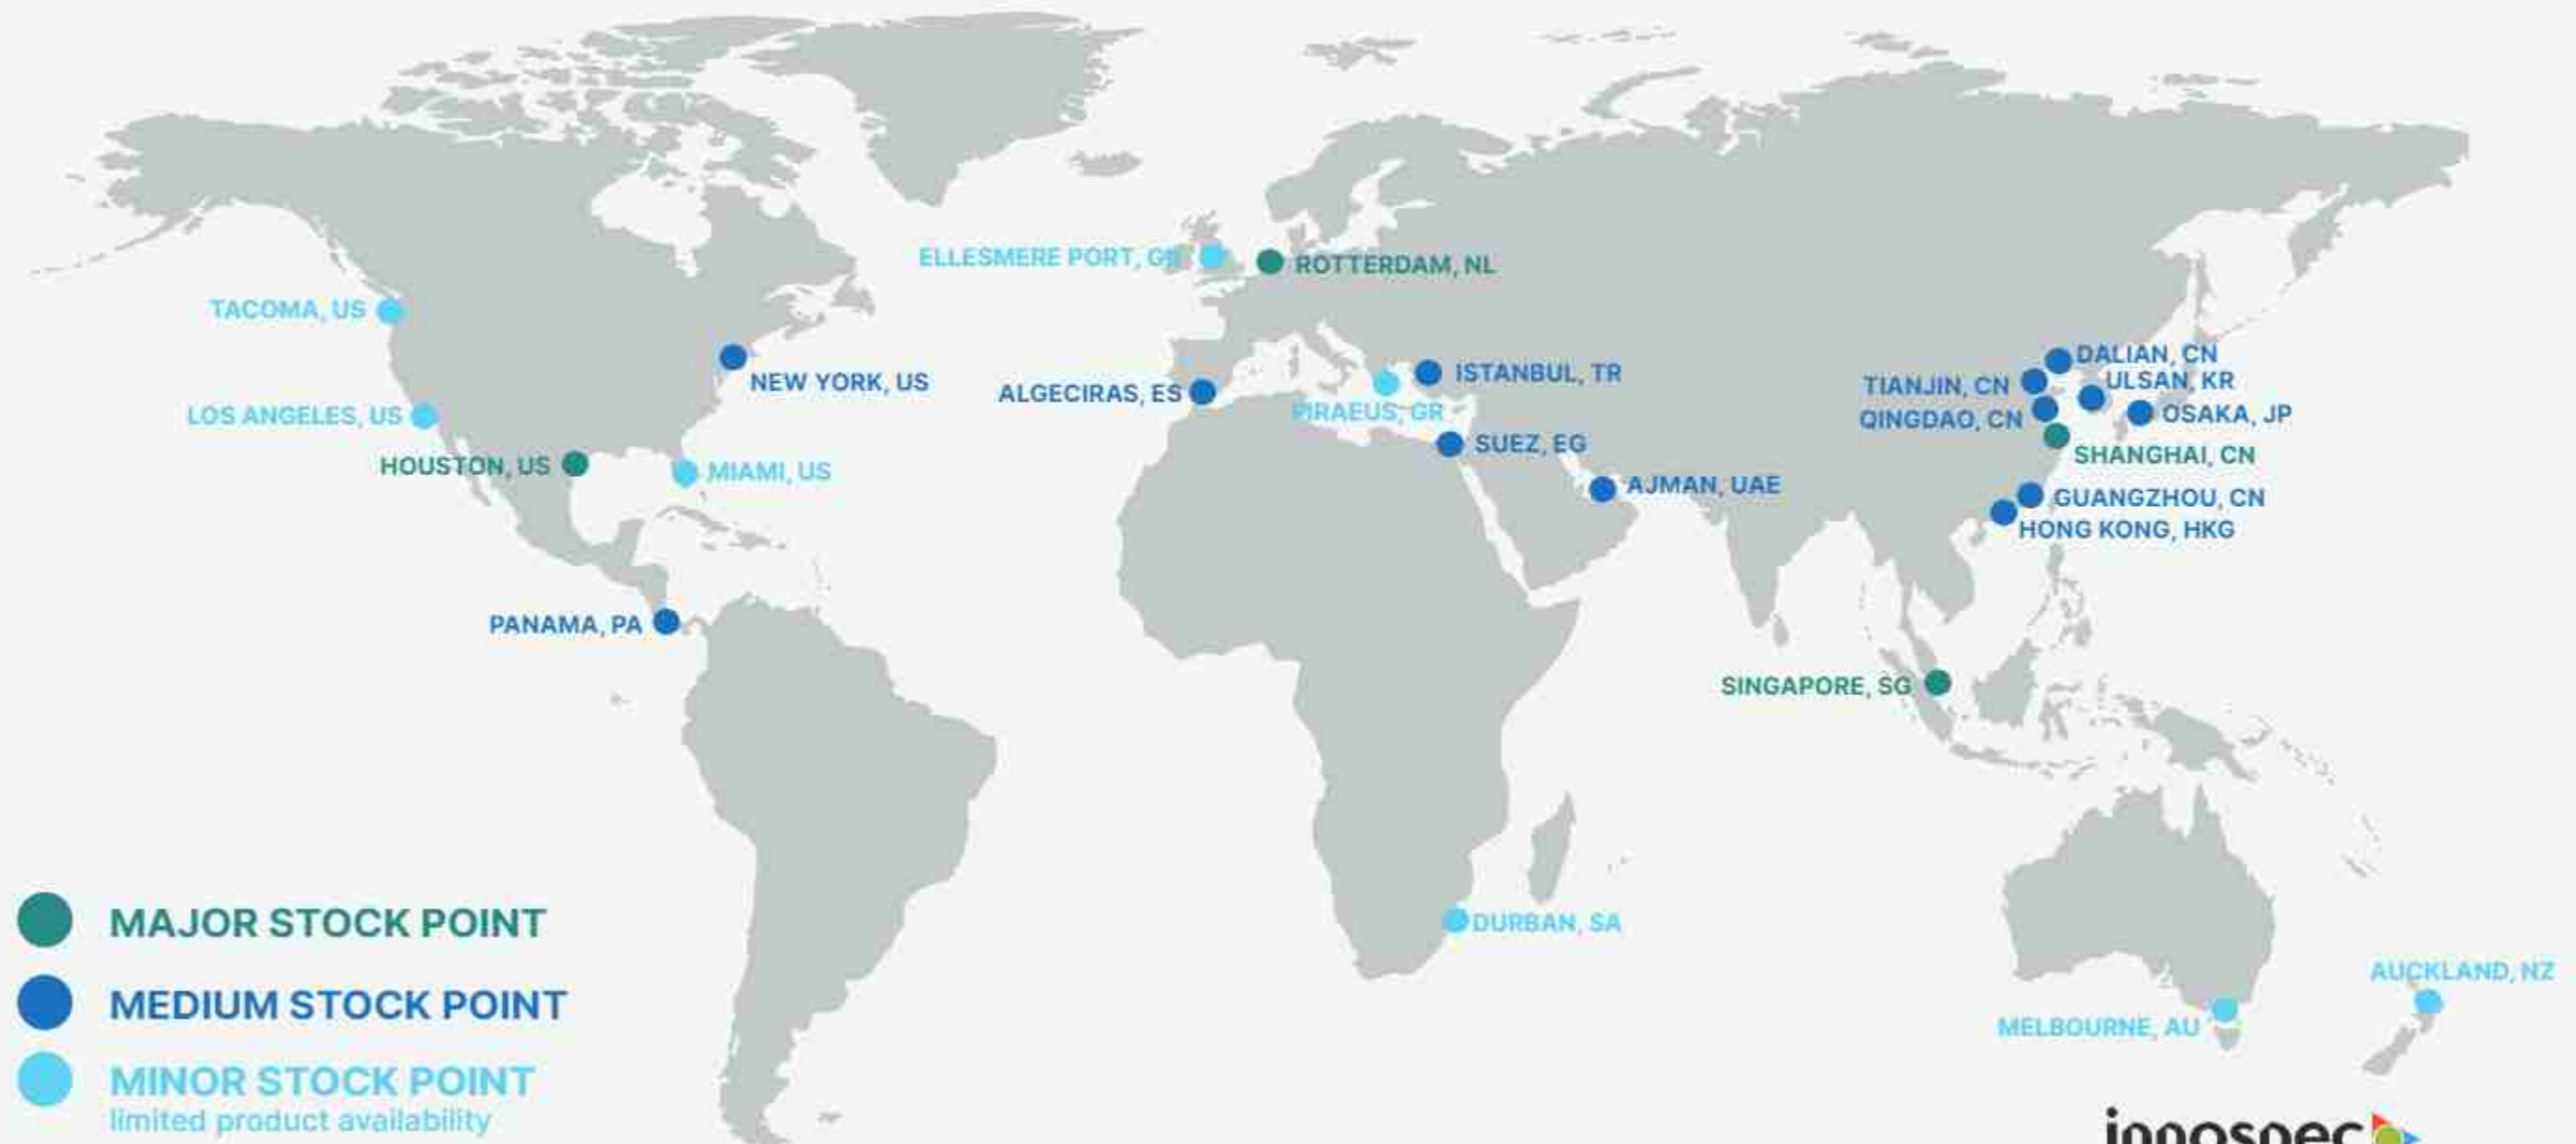 ELLESMERE PORT, GB
ROTTERDAM, NL
TACOMA, US
NEW YORK, US
LOS ANGELES, US
HOUSTON, US
MIAMI, US
PANAMA, PA
ALGECIRAS, ES
ISTANBUL, TR
PIRAEUS, GR
SUEZ, EG
AJMAN, UAE
DALIAN, CN
TIANJIN, CN
ULSAN, KR
QINGDAO, CN
OSAKA, JP
SHANGHAI, CN
GUANGZHOU, CN
HONG KONG, HKG
SINGAPORE, SG
DURBAN, SA
AUCKLAND, NZ
MELBOURNE, AU
MAJOR STOCK POINT
MEDIUM STOCK POINT
MINOR STOCK POINT
limited product availability
innospec